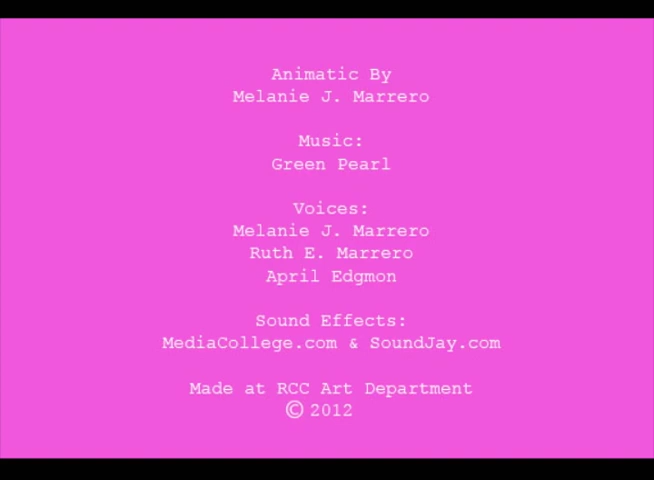 Animatic By
Melanie J. Marrero
Music:
Green Pearl
Voices:
Melanie J. Marrero
Ruth E. Marrero
April Edgmon
Sound Effects:
MediaCollege.com & SoundJay.com
Made at RCC Art Department
© 2012